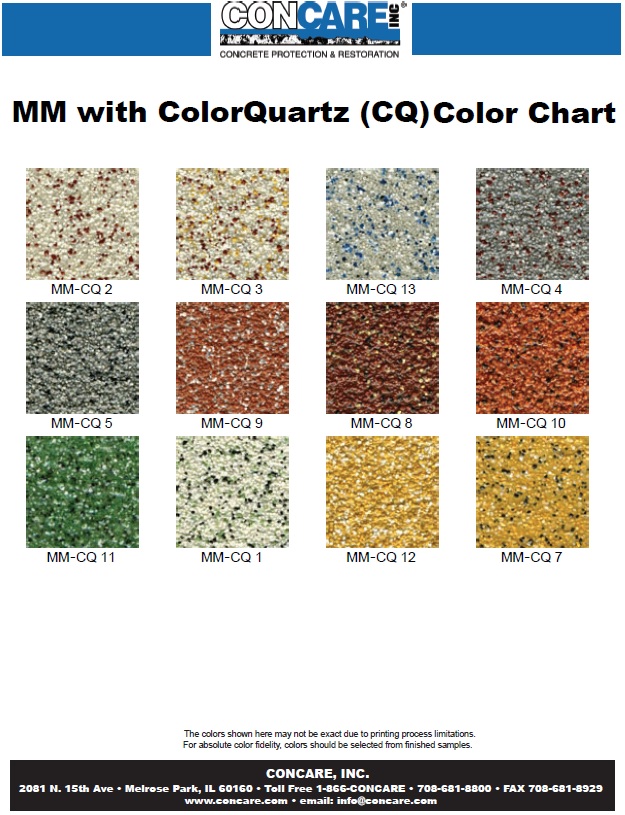 CONCARE INC ®
CONCRETE PROTECTION & RESTORATION
MM with ColorQuartz (CQ) Color Chart
MM-CQ 2
MM-CQ 3
MM-CQ 13
MM-CQ 4
MM-CQ 5
MM-CQ 9
MM-CQ 8
MM-CQ 10
MM-CQ 11
MM-CQ 1
MM-CQ 12
MM-CQ 7
The colors shown here may not be exact due to printing process limitations.
For absolute color fidelity, colors should be selected from finished samples.
CONCARE, INC.
2081 N. 15th Ave • Melrose Park, IL 60160 • Toll Free 1-866-CONCARE • 708-681-8800 • FAX 708-681-8929
www.concare.com • email: info@concare.com